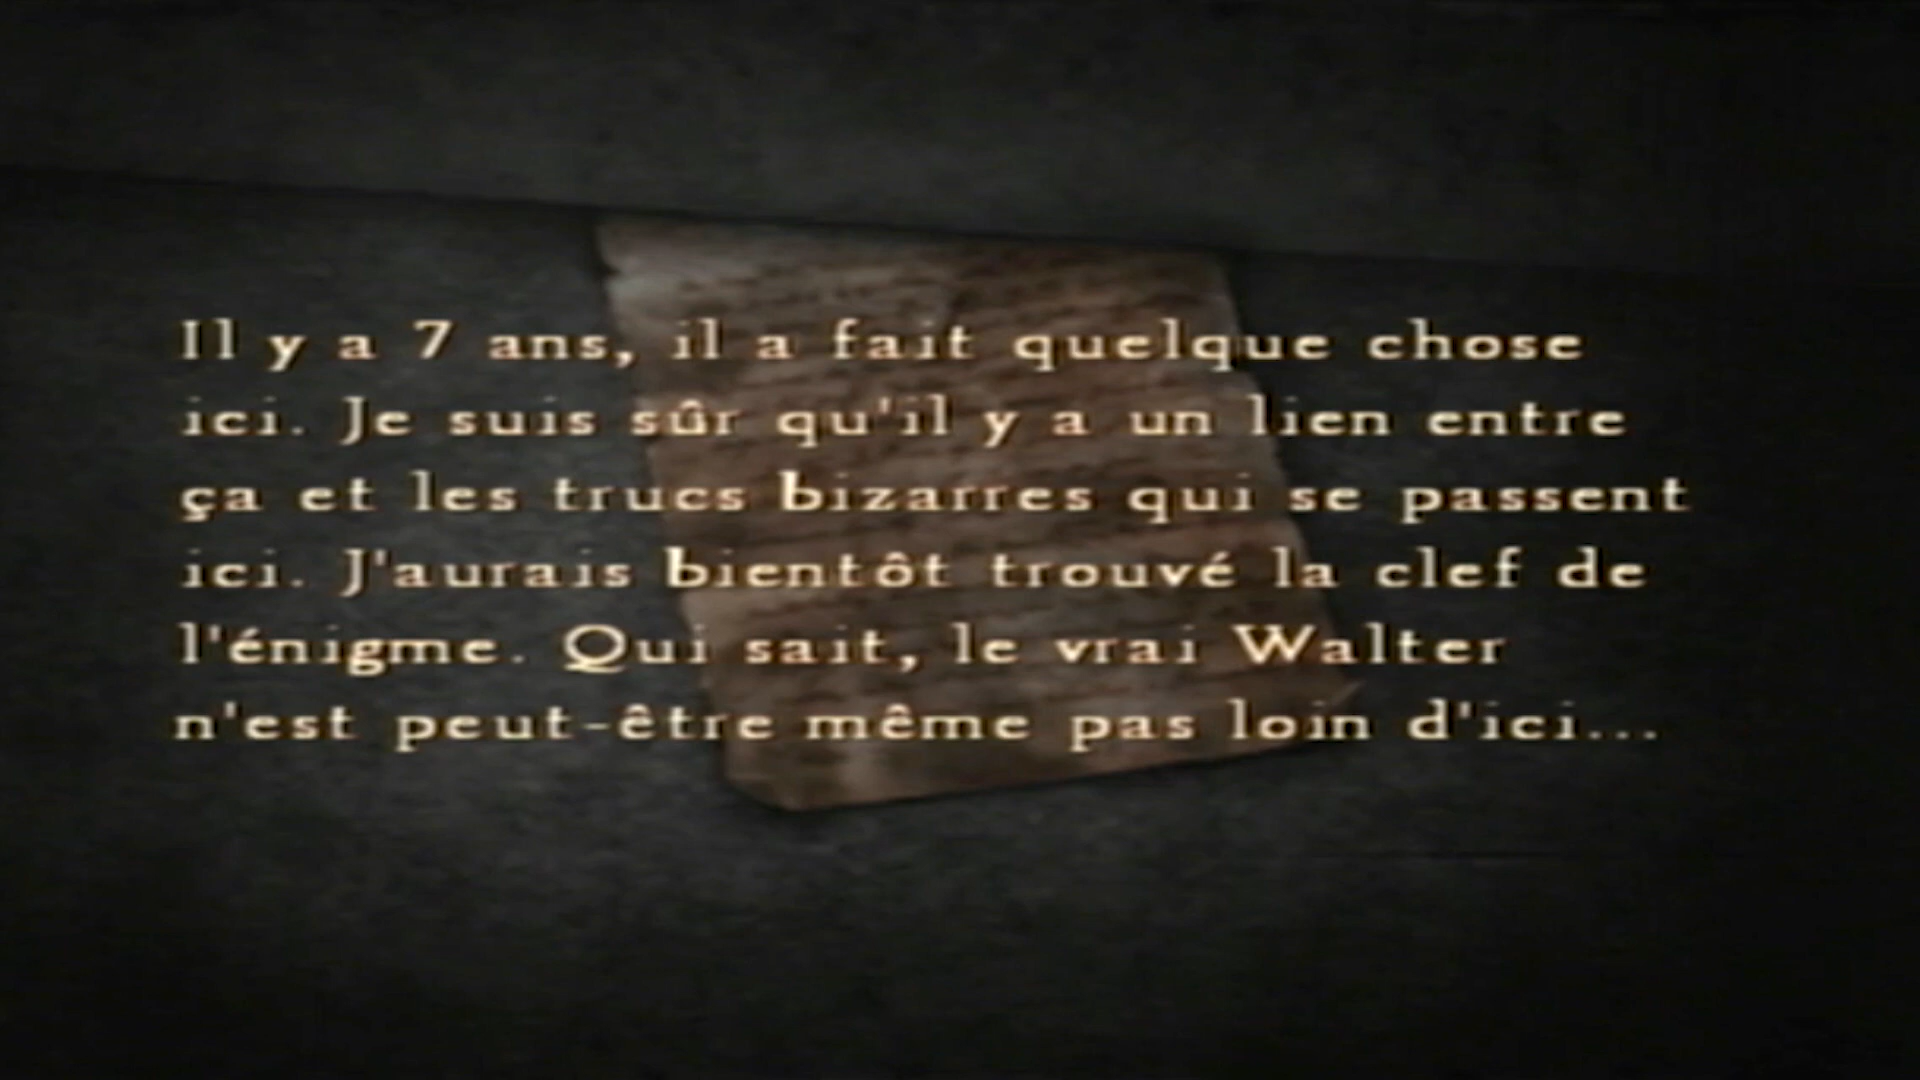 Il y a 7 ans, il a fait quelque chose
ici. Je suis sûr qu'il y a un lien entre
ça et les trucs bizarres qui se passent
ici. J'aurais bientôt trouvé la clef de
l'énigme. Qui sait, le vrai Walter
n'est peut-être même pas loin d'ici...